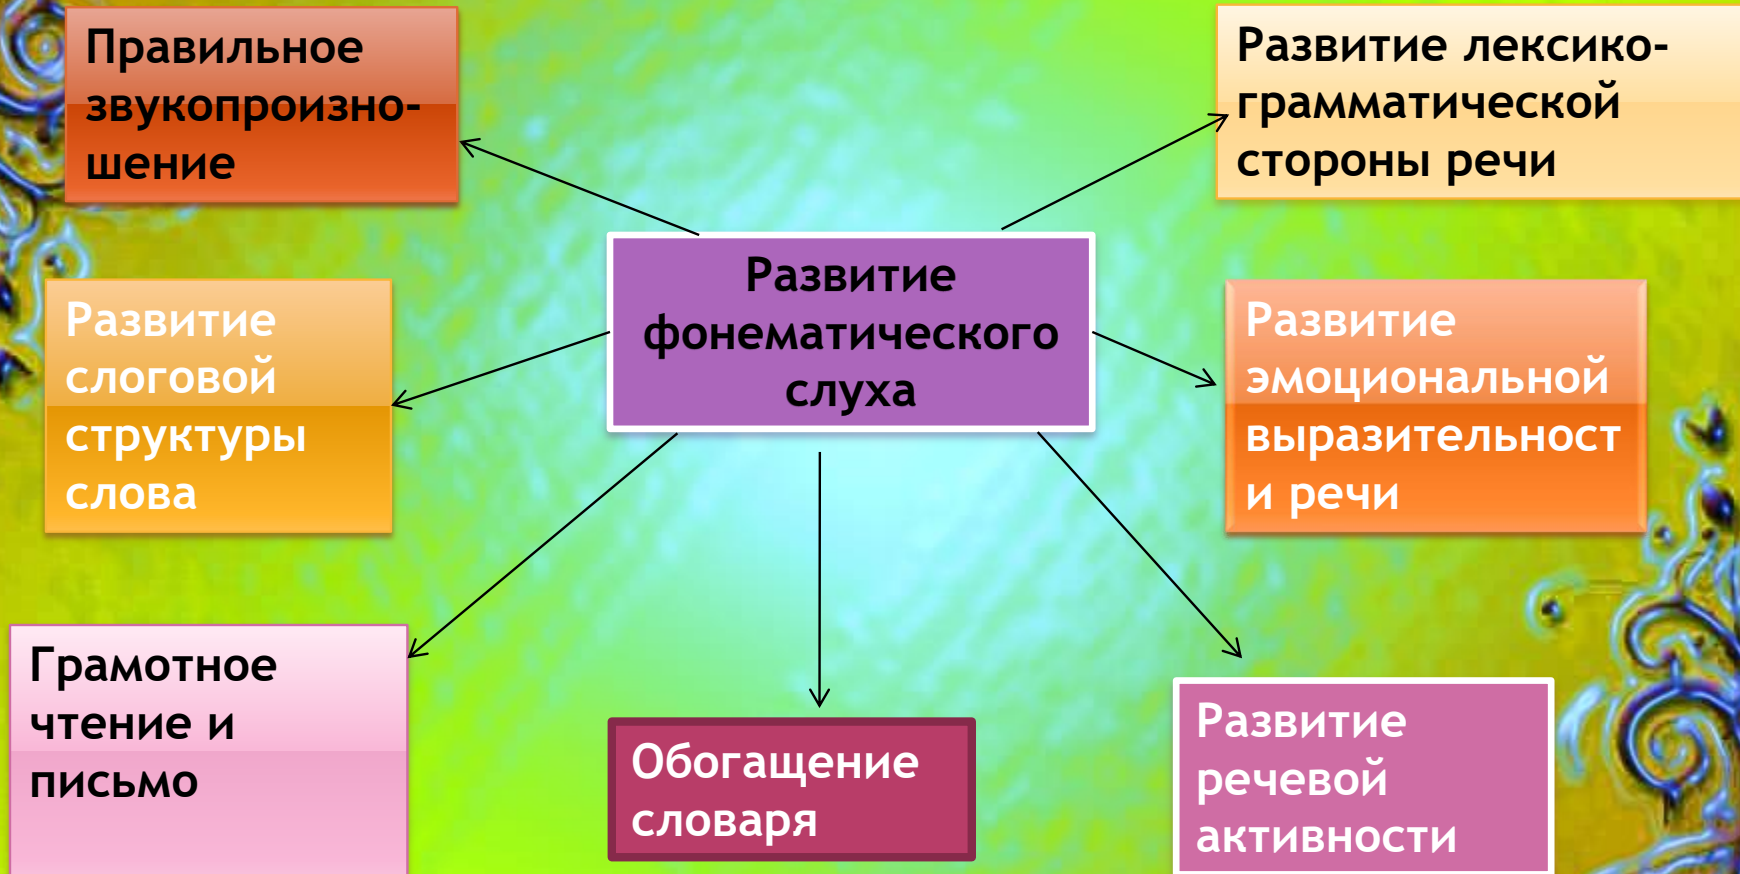 Правильное
звукопроизно-
шение
Развитие лексико-
грамматической
стороны речи
Развитие
фонематического
слуха
Развитие
слоговой
структуры
слова
Развитие
эмоциональной
выразительност
и речи
Грамотное
чтение и
письмо
Обогащение
словаря
Развитие
речевой
активности